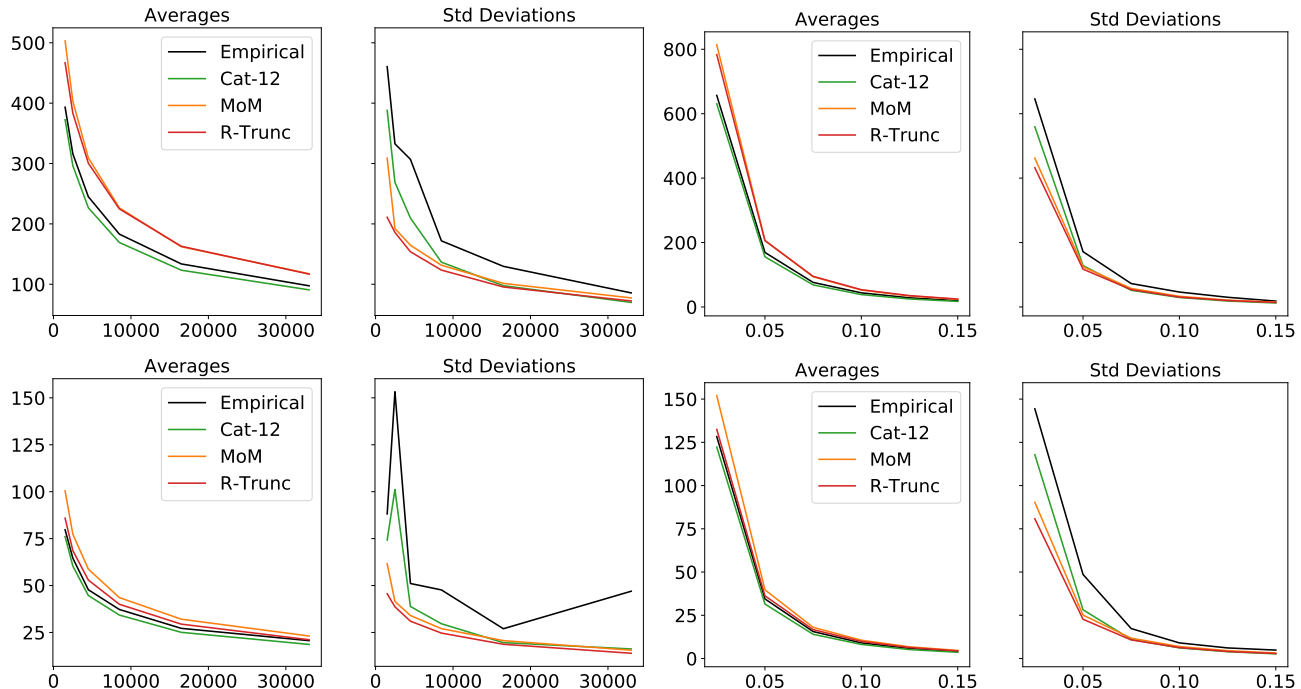 Averages
Std Deviations
Averages
Std Deviations
500
400
300
200
100
Empirical
Cat-12
MoM
R-Trunc
0 10000 20000 30000
0 10000 20000 30000
800
600
400
200
0
Empirical
Cat-12
MoM
R-Trunc
0.05 0.10 0.15
0.05 0.10 0.15
Averages
Std Deviations
Averages
Std Deviations
150
125
100
75
50
25
Empirical
Cat-12
MoM
R-Trunc
0 10000 20000 30000
0 10000 20000 30000
150
125
100
75
50
25
0
Empirical
Cat-12
MoM
R-Trunc
0.05 0.10 0.15
0.05 0.10 0.15